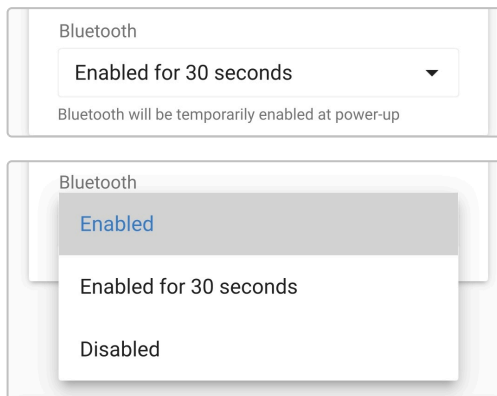 Bluetooth
Enabled for 30 seconds
Bluetooth will be temporarily enabled at power-up
Bluetooth
Enabled
Enabled for 30 seconds
Disabled